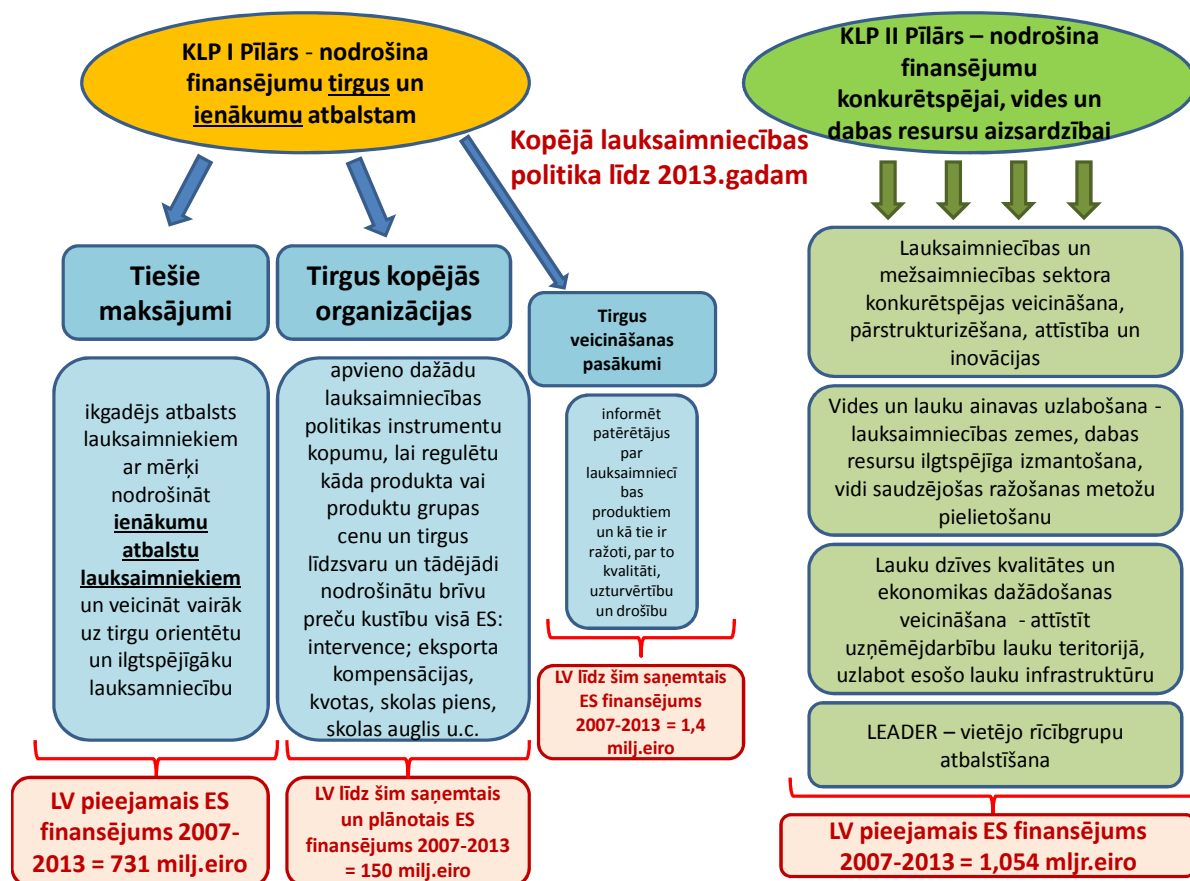 KLP I Pīlārs - nodrošina
finansējumu tirgus un
ienākumu atbalstam
KLP II Pīlārs – nodrošina
finansējumu
konkurētspējai, vides un
dabas resursu aizsardzībai
Kopējā lauksaimniecības
politika līdz 2013.gadam
Tiešie
maksājumi
ikgadējs atbalsts
lauksaimniekiem
ar mērķi
nodrošināt
ienākumu
atbalstu
lauksaimniekiem
un veicināt vairāk
uz tirgu orientētu
un ilgtspējīgāku
lauksamniecību
LV pieejamais ES
finansējums 2007-
2013 = 731 milj.eiro
Tirgus kopējās
organizācijas
apvieno dažādu
lauksaimniecības
politikas instrumentu
kopumu, lai regulētu
kāda produkta vai
produktu grupas
cenu un tirgus
līdzsvaru un tādējādi
nodrošinātu brīvu
preču kustību visā ES:
intervence; eksporta
kompensācijas,
kvotas, skolas piens,
skolas auglis u.c.
LV līdz šim saņemtais
un plānotais ES
finansējums 2007-2013
= 150 milj.eiro
Tirgus
veicināšanas
pasākumi
informēt
patērētājus
par
lauksaimniecī
bas
produktiem
un kā tie ir
ražoti, par to
kvalitāti,
uzturvērtību
un drošību
LV līdz šim saņemtais
ES finansējums
2007-2013 = 1,4
milj.eiro
Lauksaimniecības un
mežsaimniecības sektora
konkurētspējas veicināšana,
pārstrukturizēšana, attīstība un
inovācijas
Vides un lauku ainavas uzlabošana -
lauksaimniecības zemes, dabas
resursu ilgtspējīga izmantošana,
vidi saudzējošas ražošanas metožu
pielietošanu
Lauku dzīves kvalitātes un
ekonomikas dažādošanas
veicināšana - attīstīt
uzņēmējdarbību lauku teritorijā,
uzlabot esošo lauku infrastruktūru
LEADER – vietējo rīcībgrupu
atbalstīšana
LV pieejamais ES finansējums
2007-2013 = 1,054 mljr.eiro